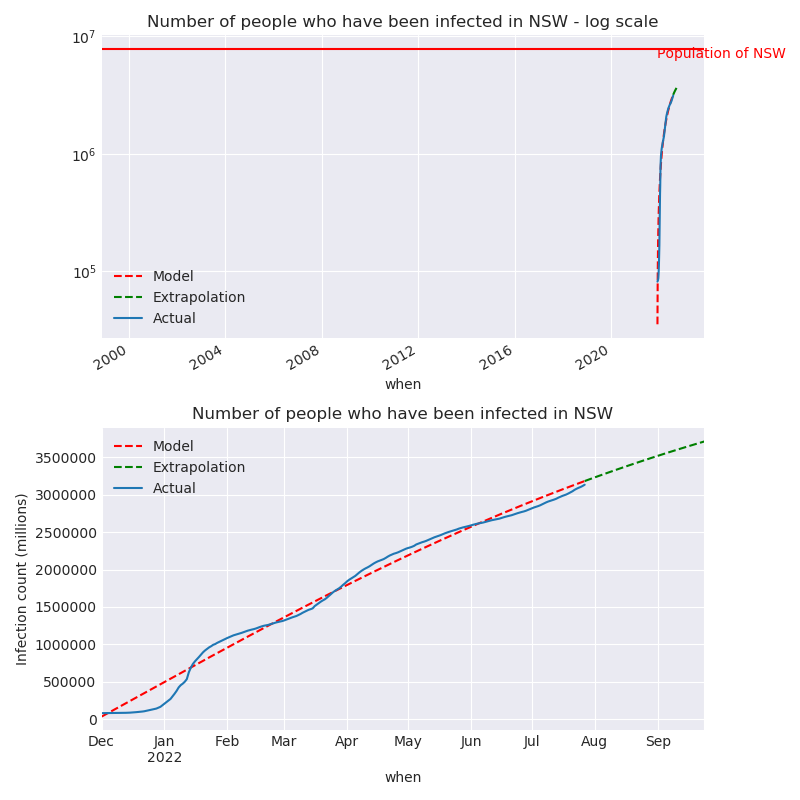 Number of people who have been infected in NSW - log scale
10^7
Population of NSW
10^6
10^5
Model
Extrapolation
Actual
2000
2004
2008
2012
2016
2020
when
Number of people who have been infected in NSW
Model
Extrapolation
Actual
Infection count (millions)
3500000
3000000
2500000
2000000
1500000
1000000
500000
0
Dec
Jan
2022
Feb
Mar
Apr
May
Jun
Jul
Aug
Sep
when